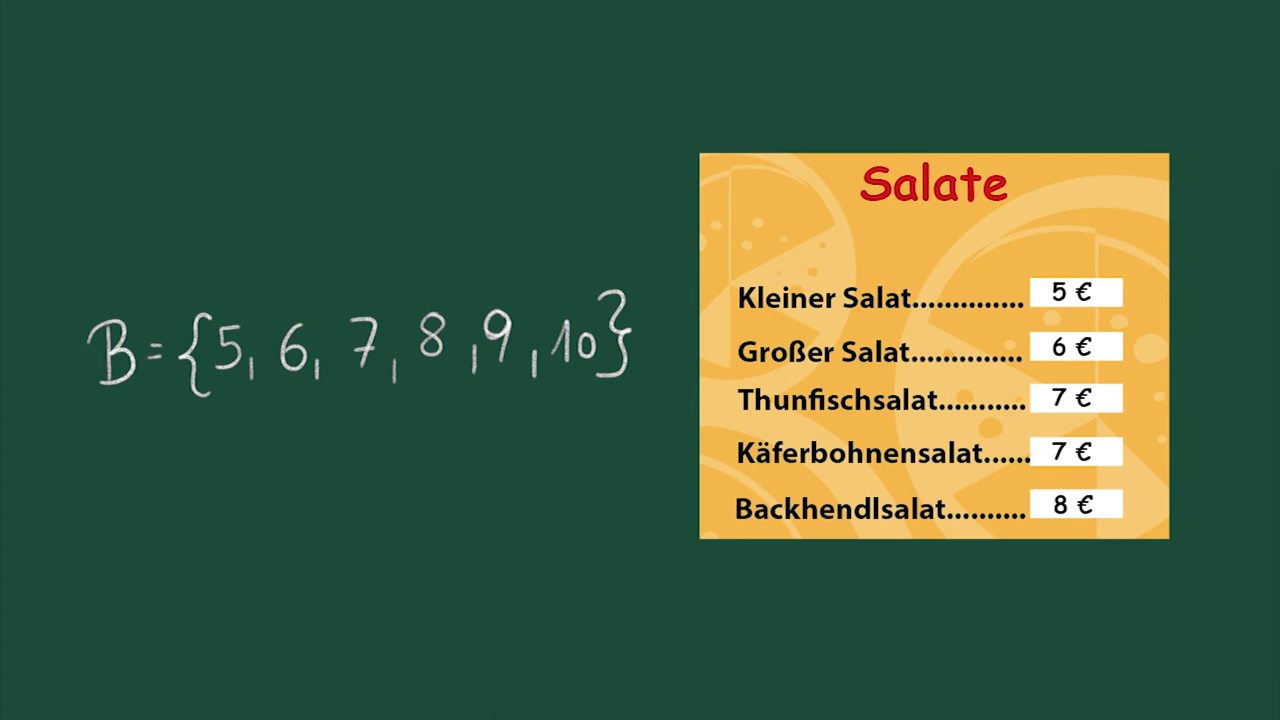 B = {5, 6, 7, 8, 9, 10}
Salate
Kleiner Salat.............. 5 €
Großer Salat.............. 6 €
Thunfischsalat........... 7 €
Käferbohnensalat...... 7 €
Backhendlsalat.......... 8 €